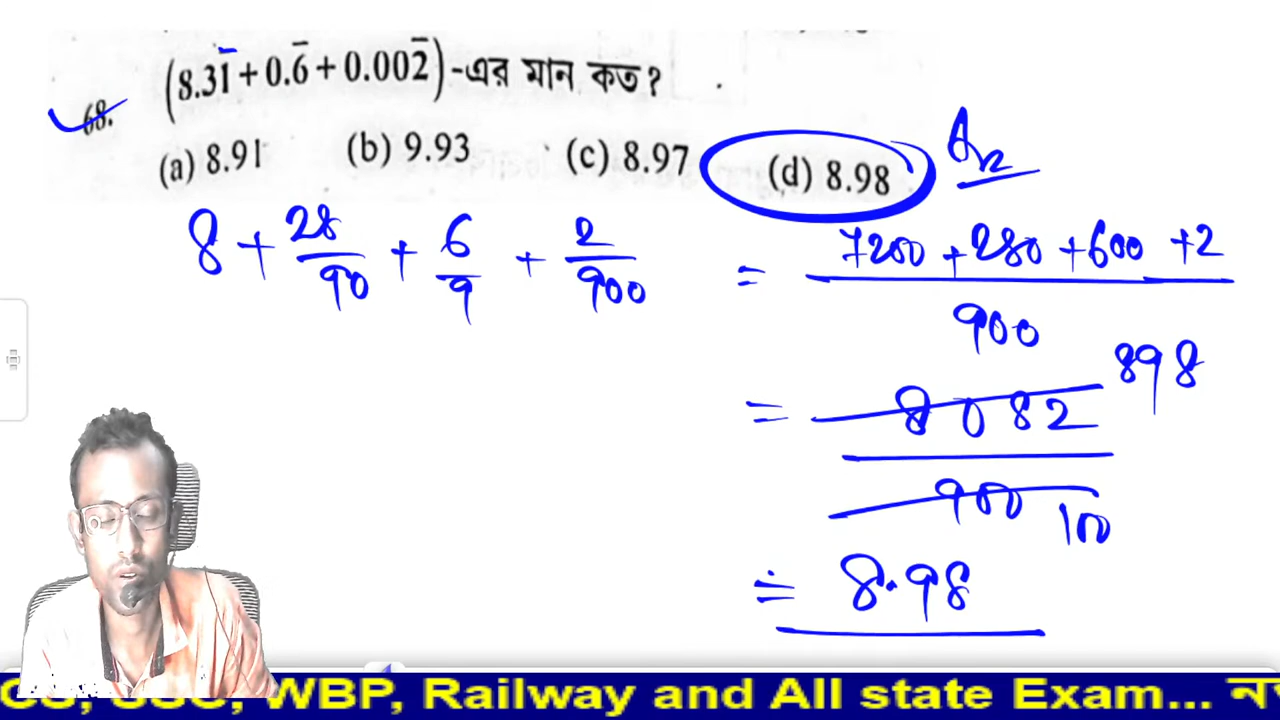 68. (8.31̄ + 0.6̄ + 0.002̄) -এর মান কত ?
(a) 8.91 (b) 9.93 (c) 8.97 (d) 8.98 Ans
8 + 28/90 + 6/9 + 2/900 = 7200 + 280 + 600 + 2 / 900
= 8082 / 900 898 / 100
= 8.98
CS, SSC, WBP, Railway and All state Exam...